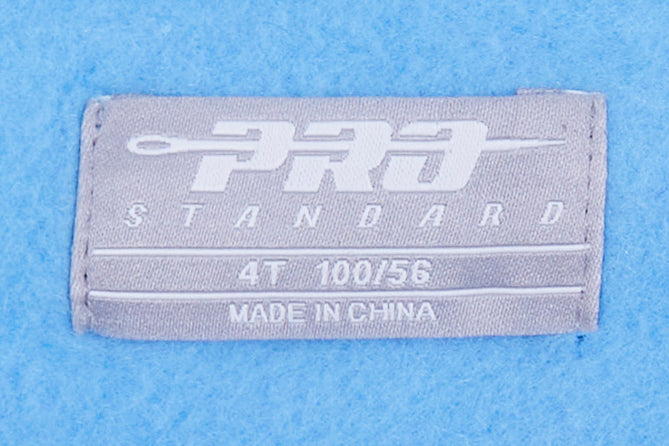 PRO
STANDARD
4T 100/56
MADE IN CHINA